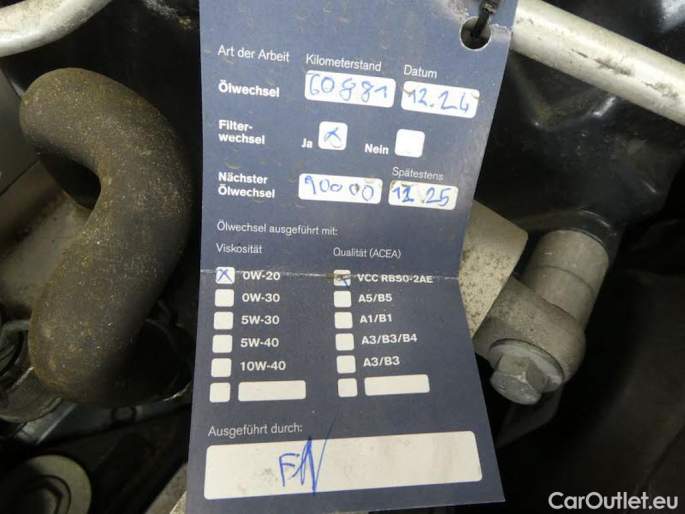 Art der Arbeit Kilometerstand Datum
Ölwechsel 60881 12.24
Filter-
wechsel Ja X Nein
Nächster
Ölwechsel 90000 Spätestens 12.25
Ölwechsel ausgeführt mit:
Viskosität Qualität (ACEA)
X 0W-20 X VCC RBS0-2AE
0W-30 A5/B5
5W-30 A1/B1
5W-40 A3/B3/B4
10W-40 A3/B3
Ausgeführt durch:
CarOutlet.eu